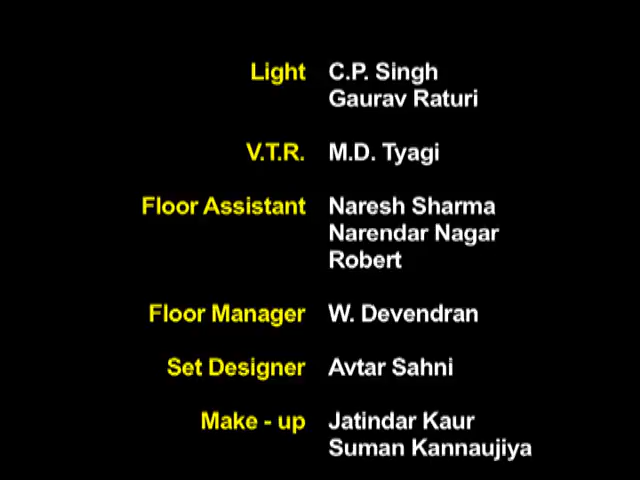 Light C.P. Singh
Gaurav Raturi
V.T.R. M.D. Tyagi
Floor Assistant Naresh Sharma
Narendar Nagar
Robert
Floor Manager W. Devendran
Set Designer Avtar Sahni
Make - up Jatindar Kaur
Suman Kannaujiya